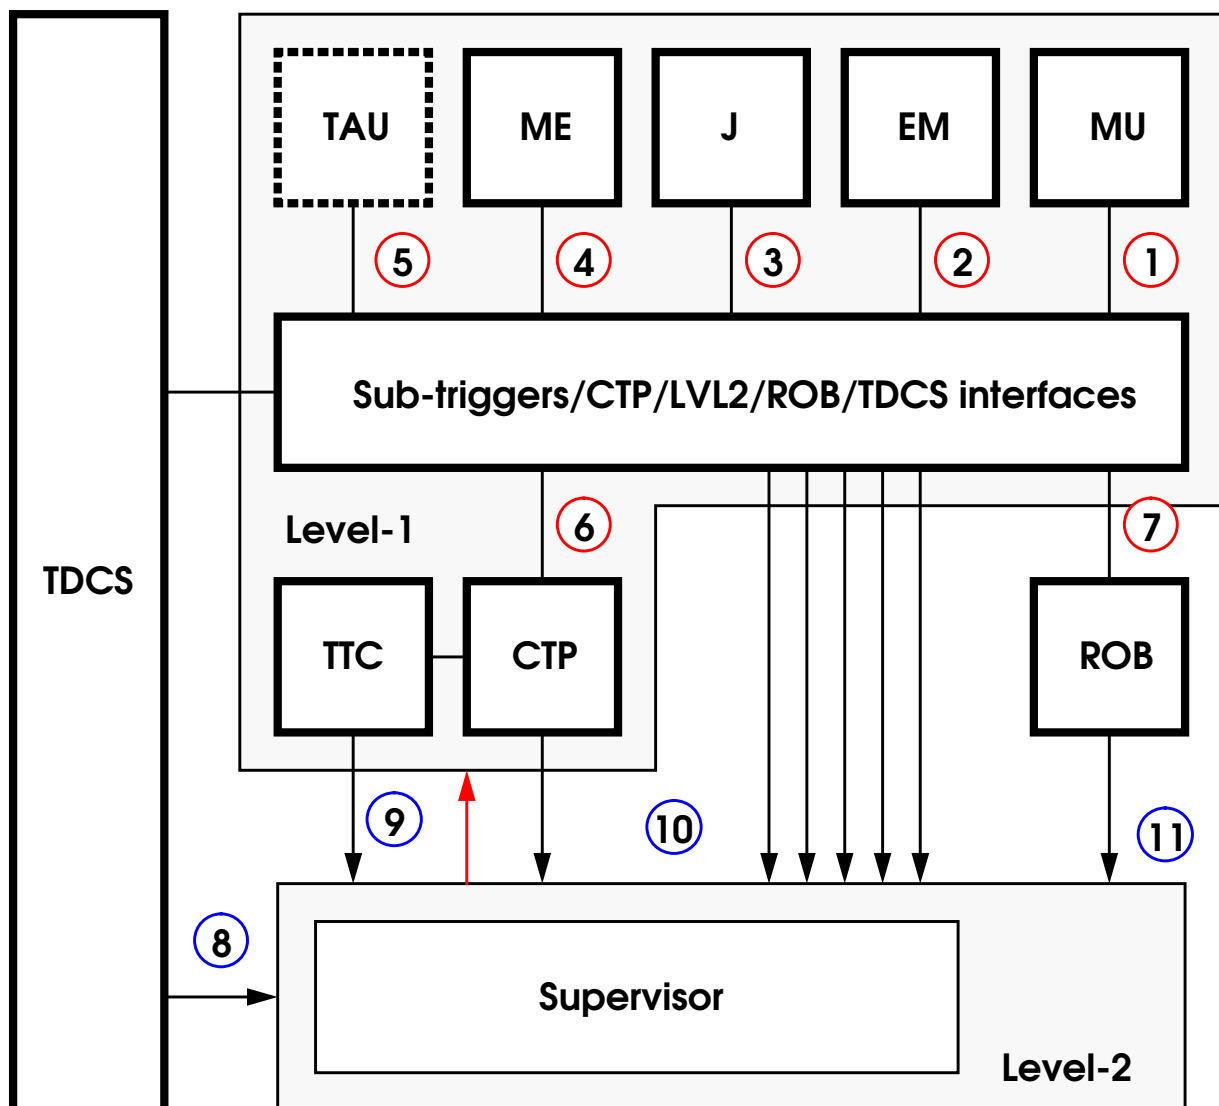 TAU
ME
J
EM
MU
5
4
3
2
1
Sub-triggers/CTP/LVL2/ROB/TDCS interfaces
Level-1
6
7
TDCS
TTC
CTP
ROB
9
10
11
8
Supervisor
Level-2